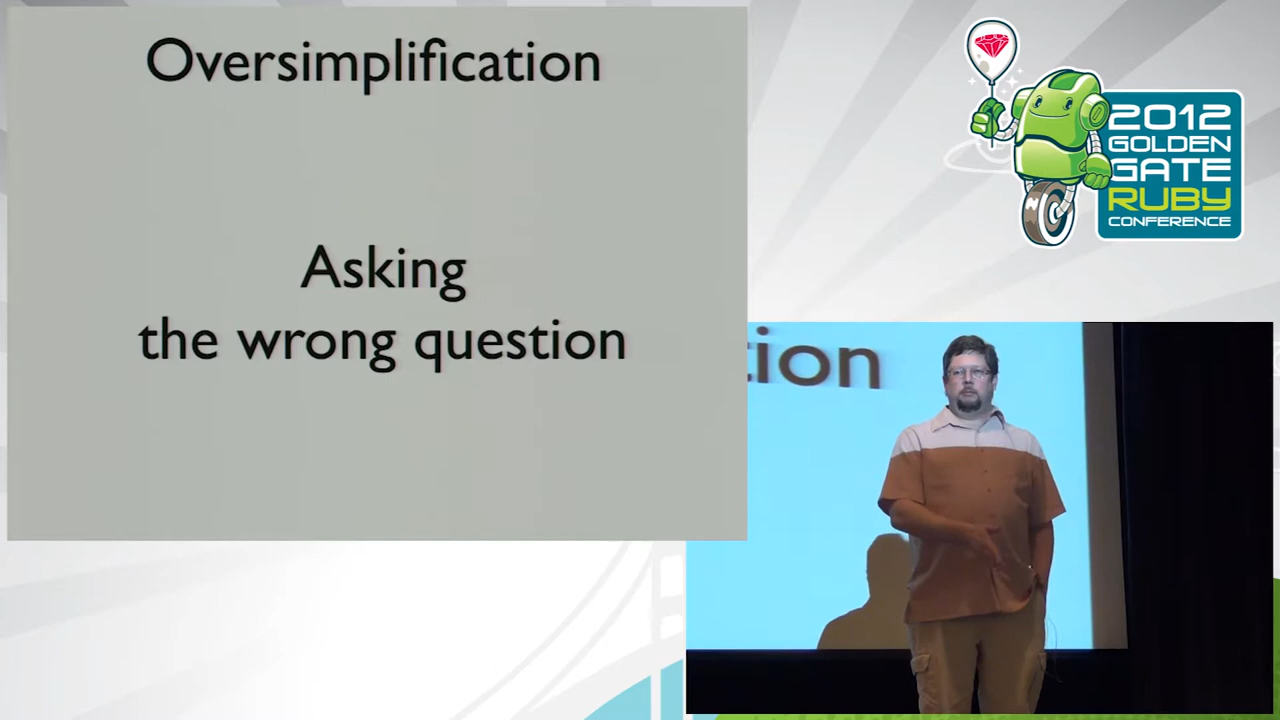 Oversimplification
Asking
the wrong question
2012
GOLDEN
GATE
RUBY
CONFERENCE
tion